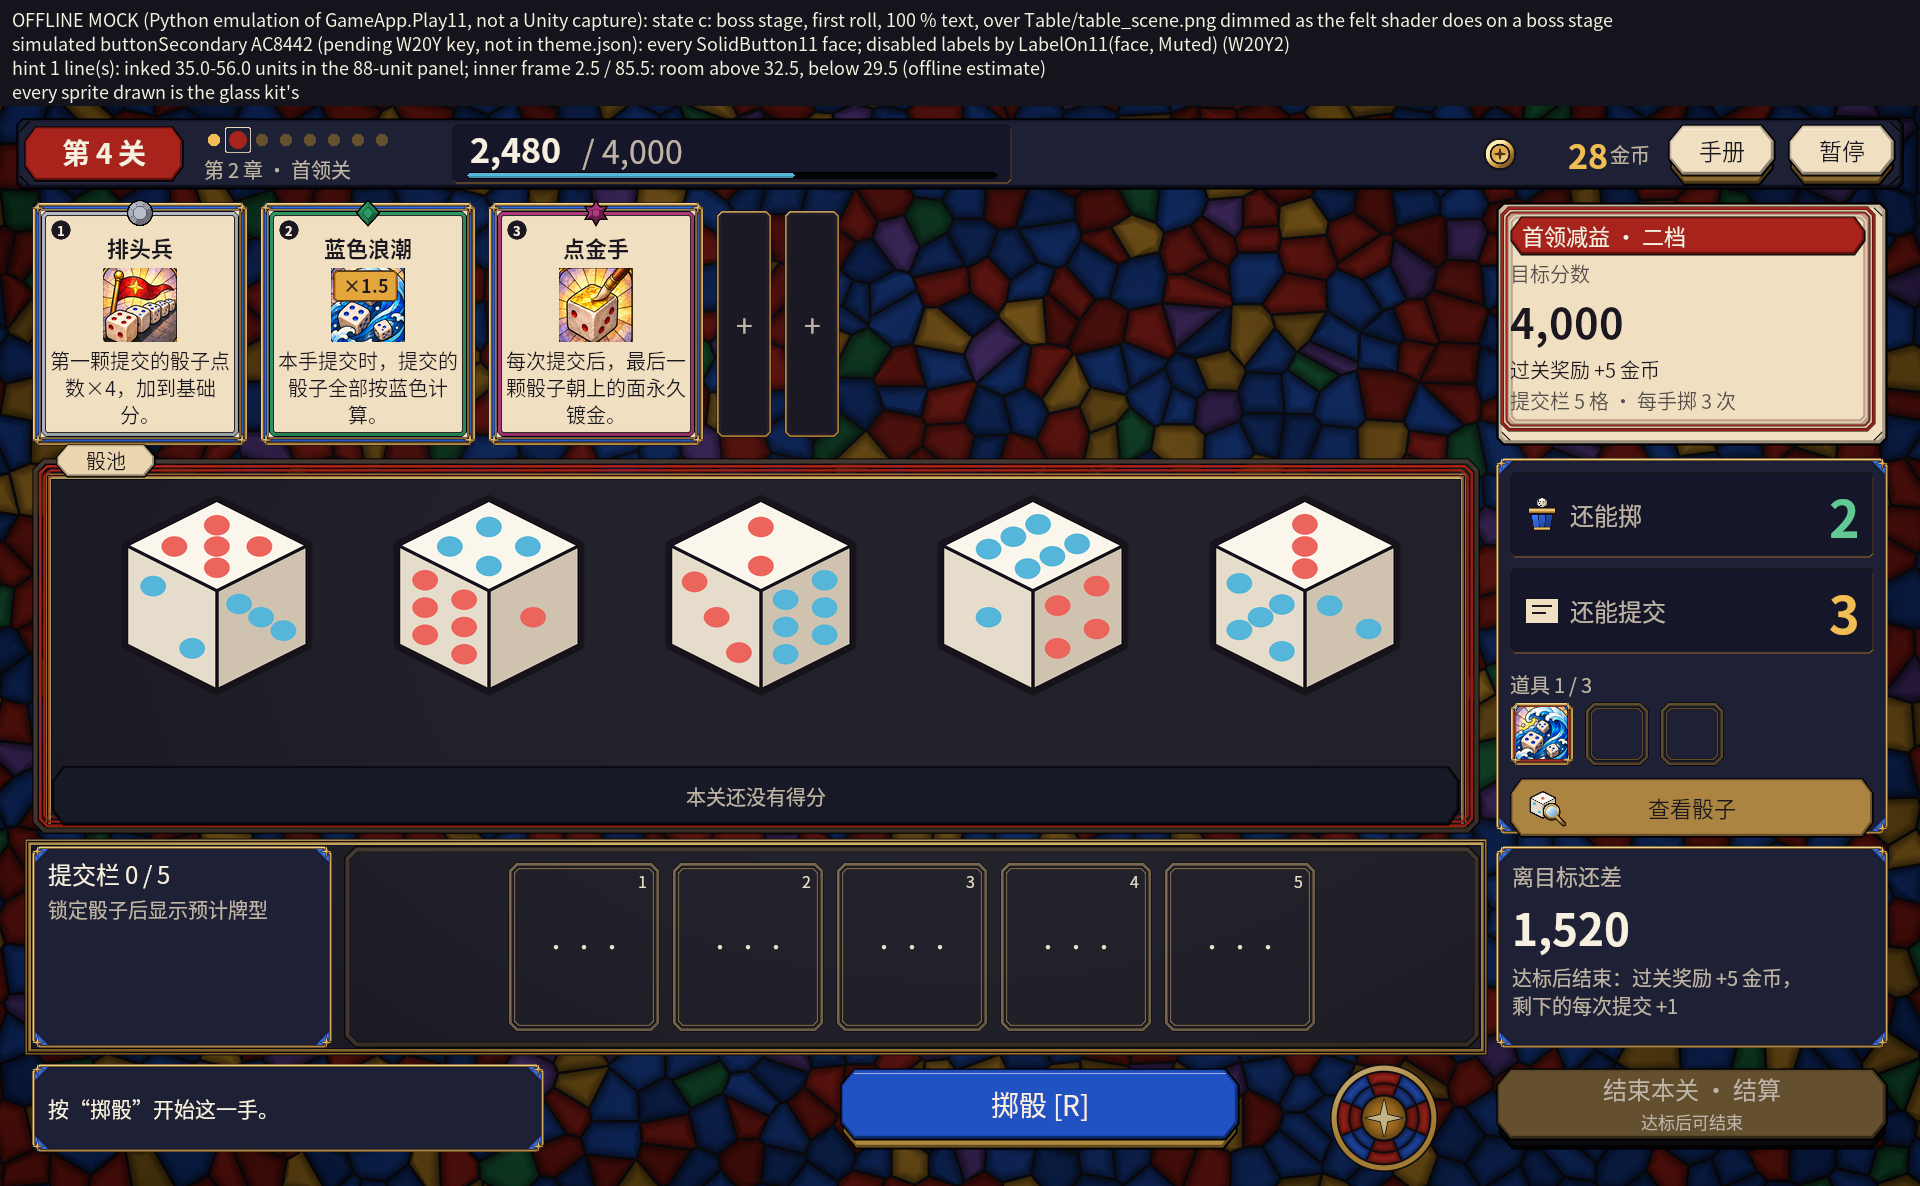 OFFLINE MOCK (Python emulation of GameApp.Play11, not a Unity capture): state c: boss stage, first roll, 100 % text, over Table/table_scene.png dimmed as the felt shader does on a boss stage
simulated buttonSecondary AC8442 (pending W20Y key, not in theme.json): every SolidButton11 face; disabled labels by LabelOn11(face, Muted) (W20Y2)
hint 1 line(s): inked 35.0-56.0 units in the 88-unit panel; inner frame 2.5 / 85.5: room above 32.5, below 29.5 (offline estimate)
every sprite drawn is the glass kit's
第 4 关
第 2 章 · 首领关
2,480 / 4,000
28金币
手册
暂停
1
排头兵
第一颗提交的骰子点
数×4，加到基础
分。
2
蓝色浪潮
×1.5
本手提交时，提交的
骰子全部按蓝色计
算。
3
点金手
每次提交后，最后一
颗骰子朝上的面永久
镀金。
+
+
首领减益 · 二档
目标分数
4,000
过关奖励 +5 金币
提交栏 5 格 · 每手掷 3 次
骰池
本关还没有得分
还能掷
2
还能提交
3
道具 1 / 3
查看骰子
提交栏 0 / 5
锁定骰子后显示预计牌型
1
2
3
4
5
离目标还差
1,520
达标后结束：过关奖励 +5 金币，
剩下的每次提交 +1
按“掷骰”开始这一手。
掷骰 [R]
结束本关 · 结算
达标后可结束